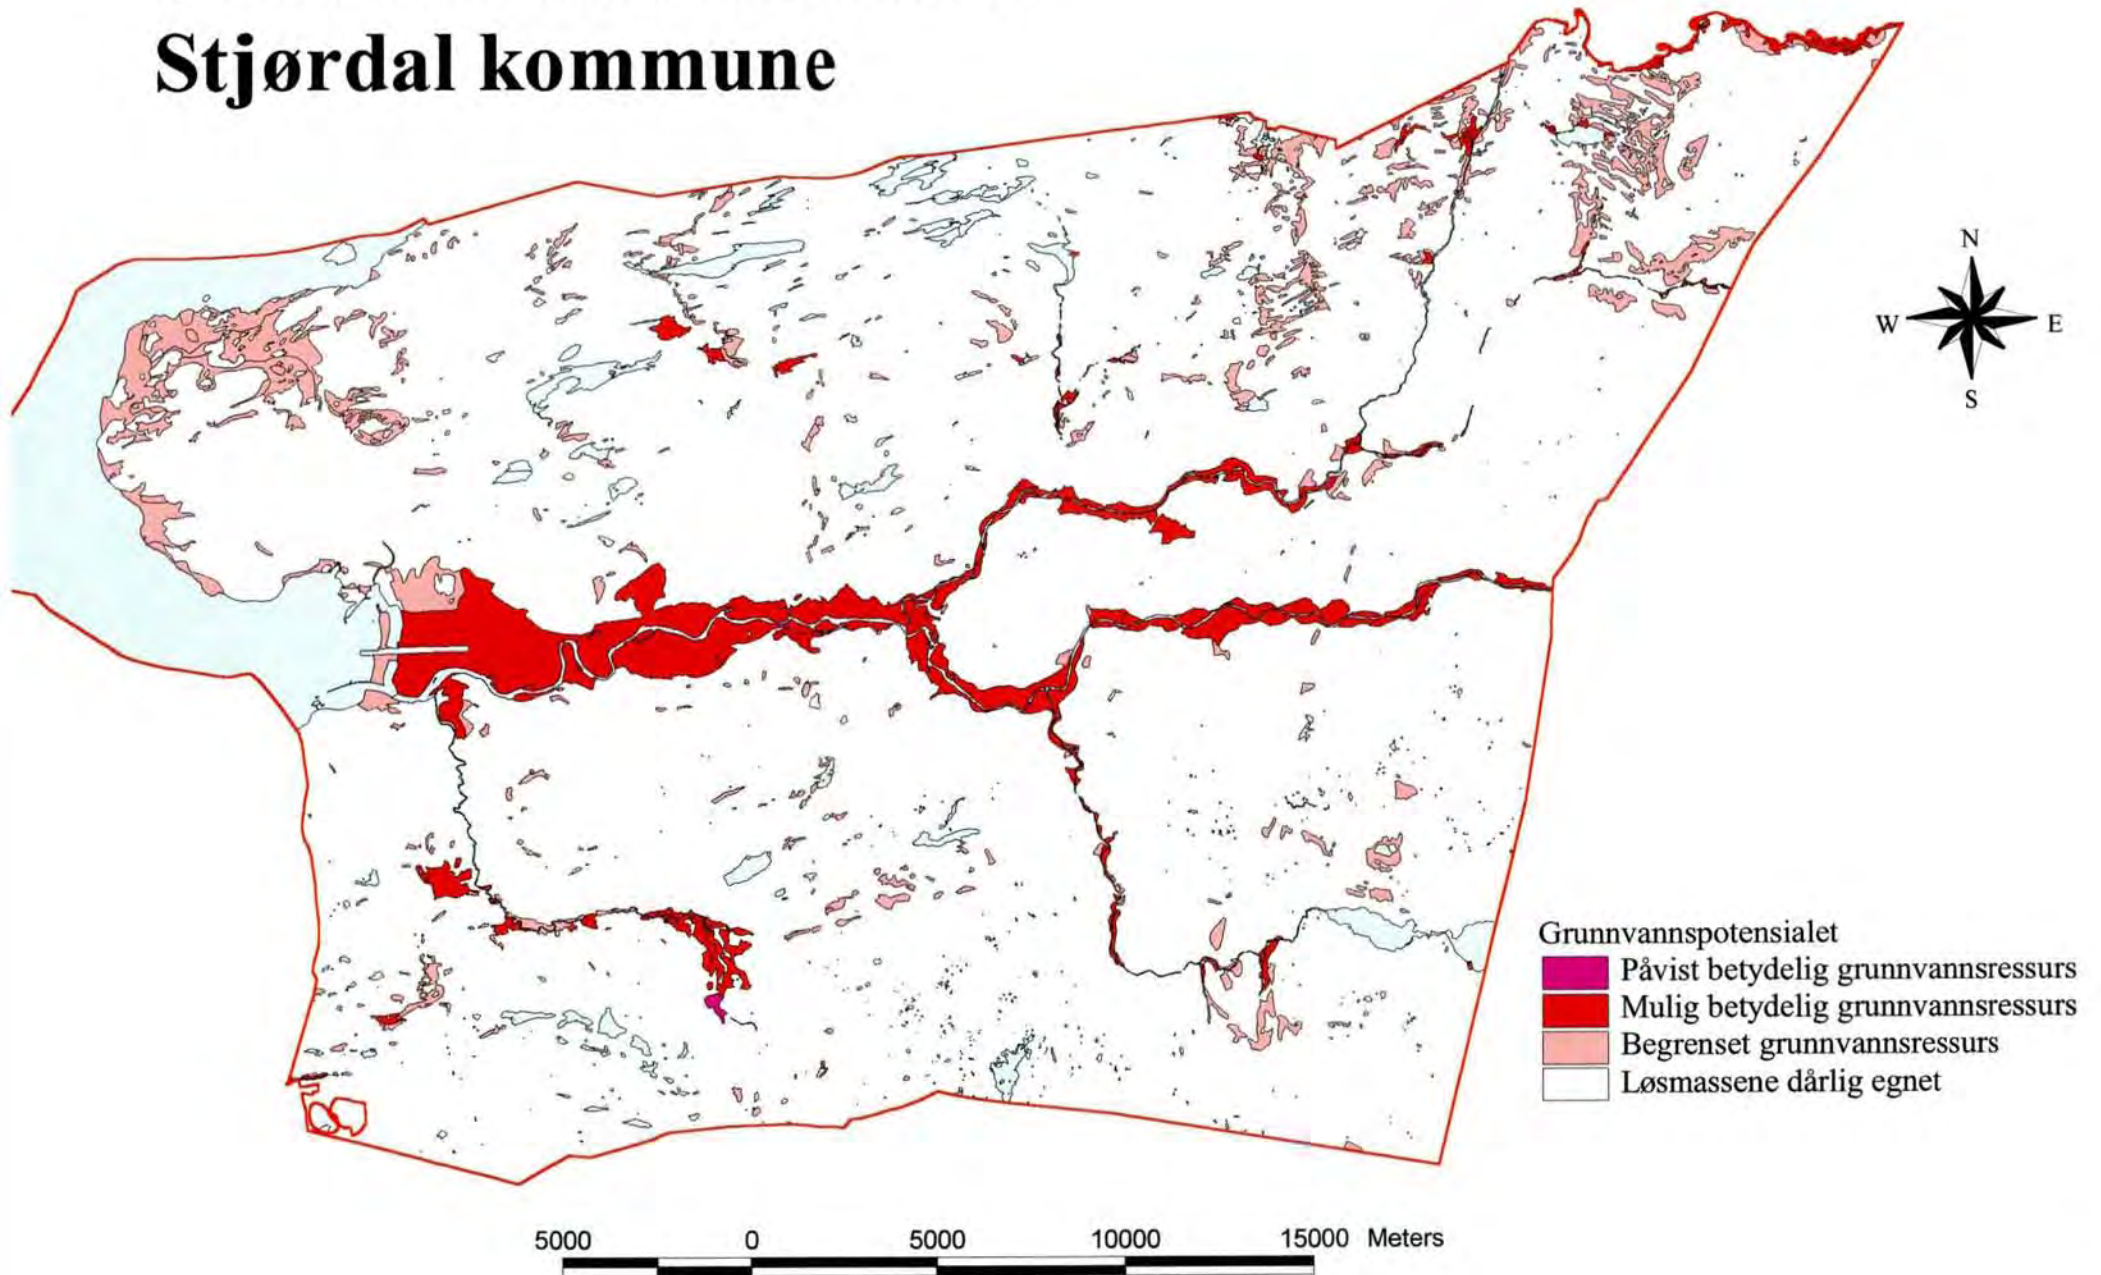 Stjørdal kommune
N
W E
S
Grunnvannspotensialet
Påvist betydelig grunnvannsressurs
Mulig betydelig grunnvannsressurs
Begrenset grunnvannsressurs
Løsmassene dårlig egnet
5000 0 5000 10000 15000 Meters